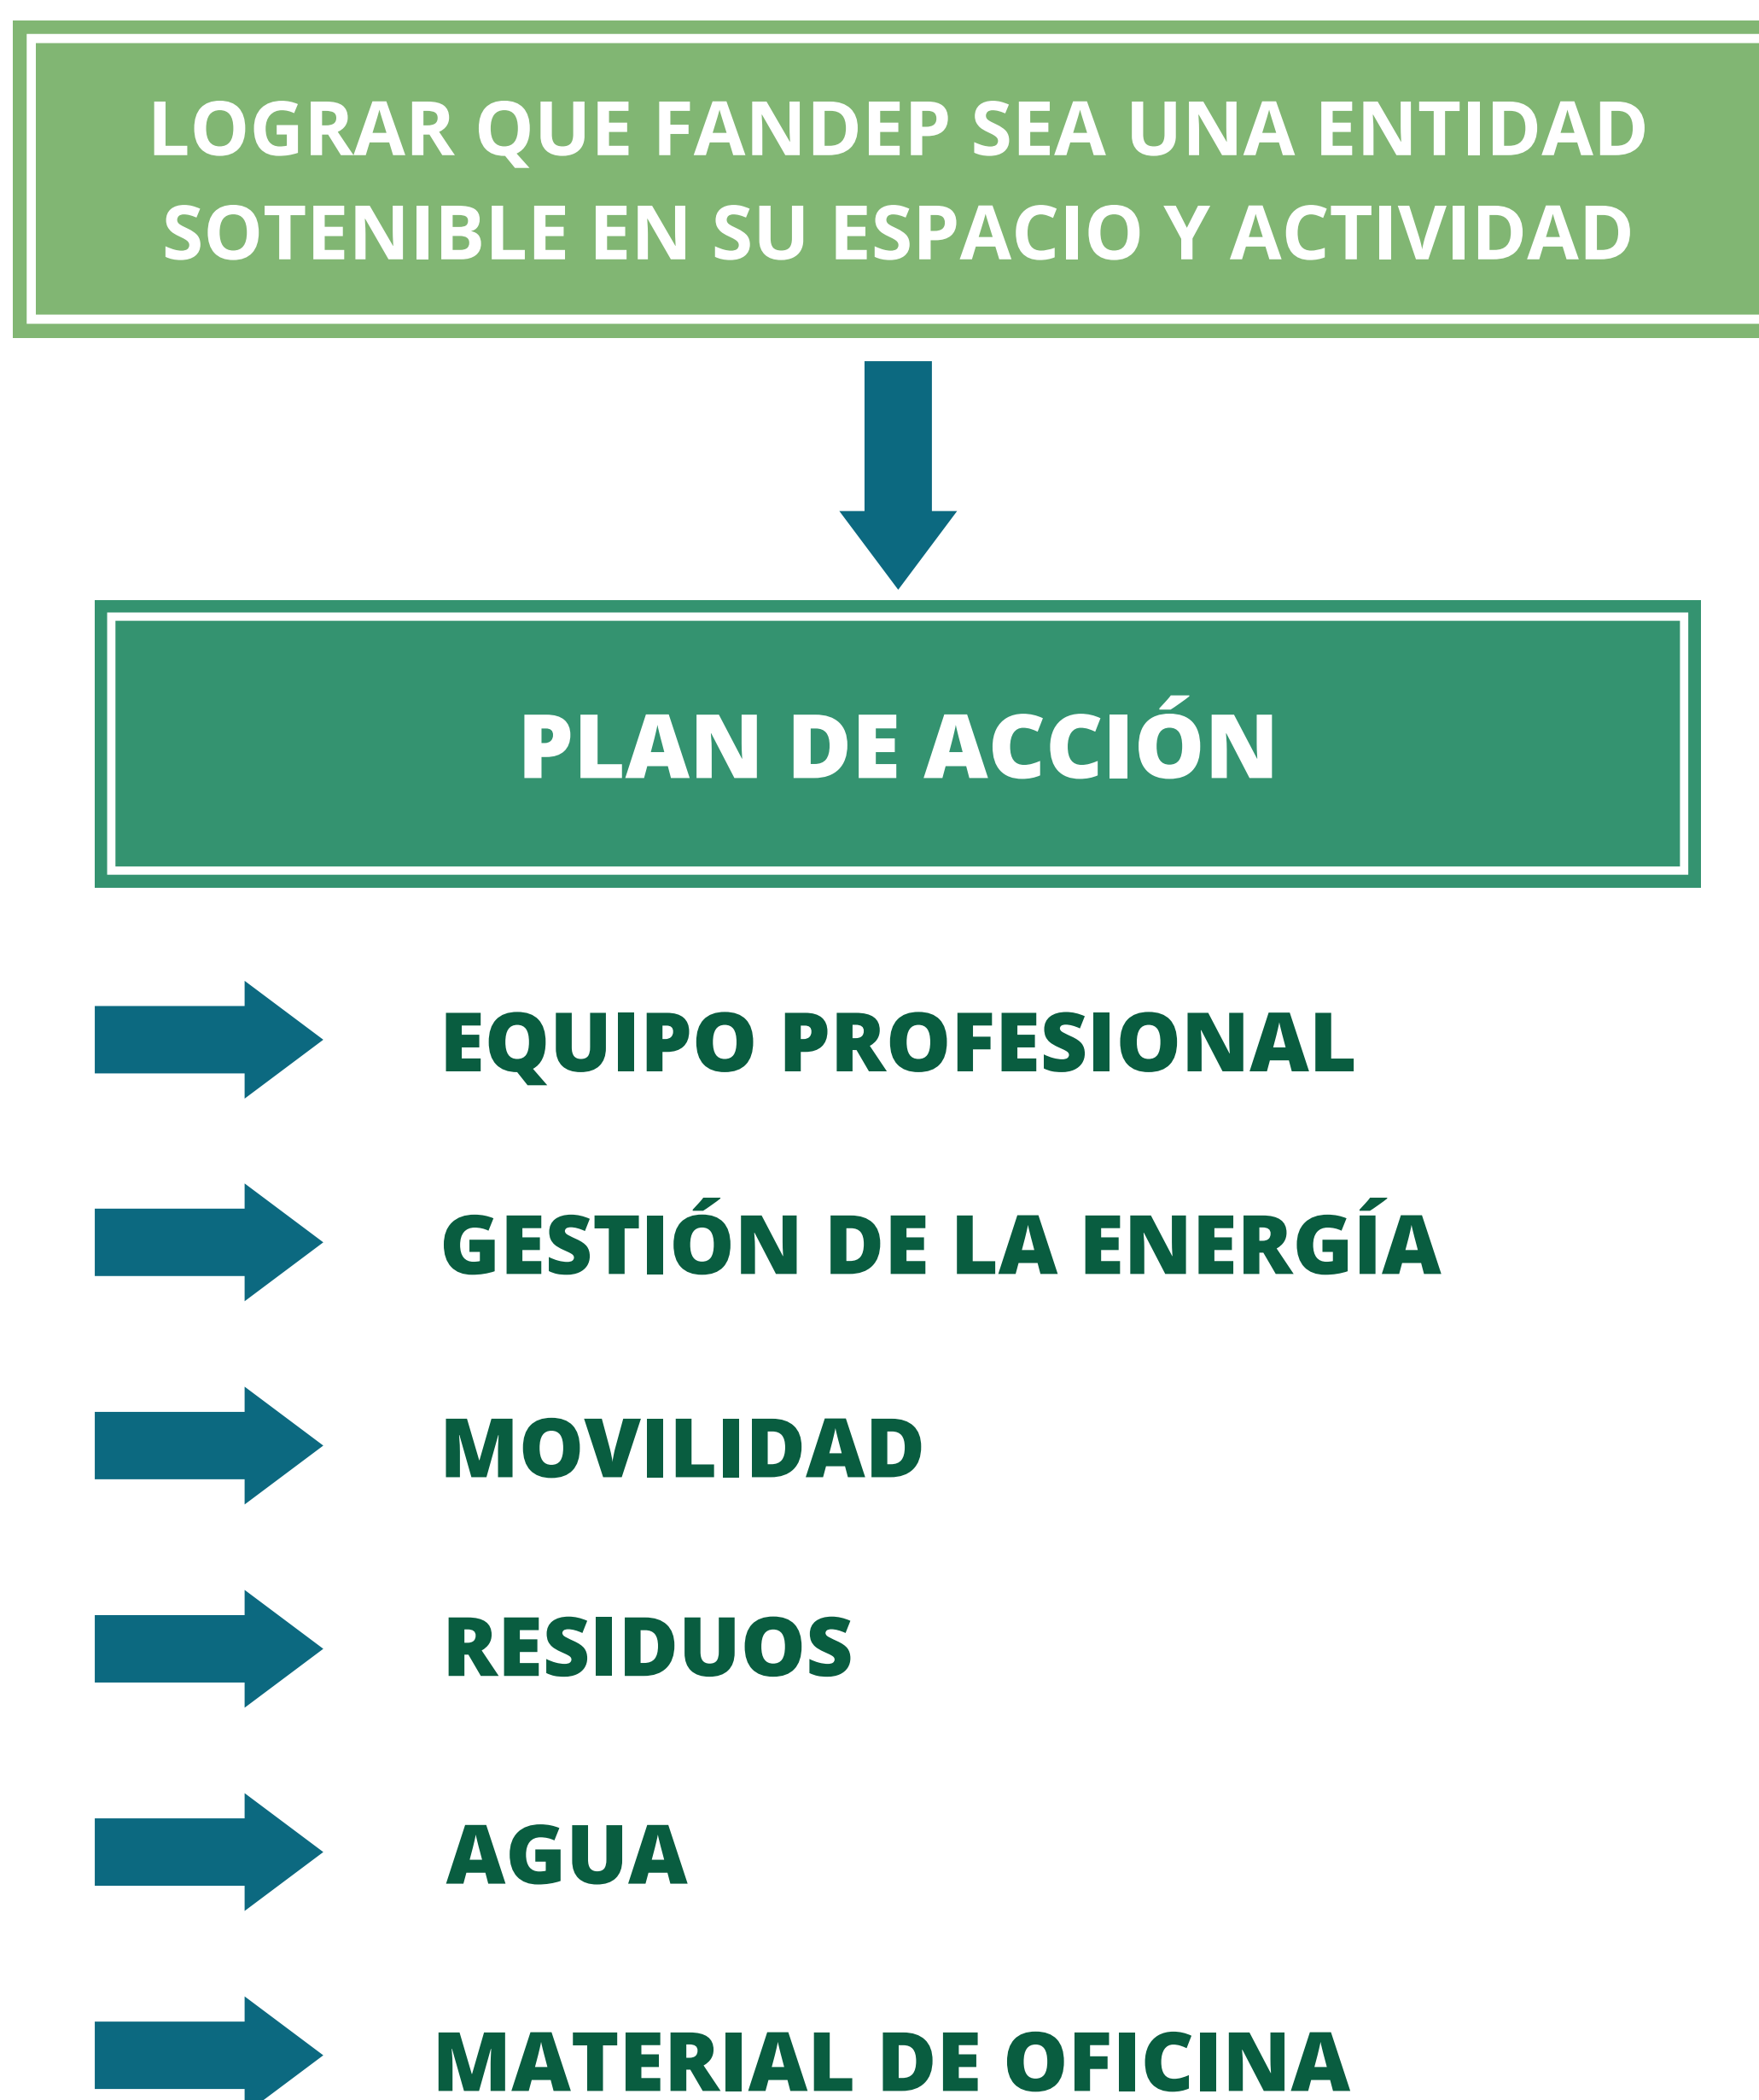 LOGRAR QUE FANDEP SEA UNA ENTIDAD
SOTENIBLE EN SU ESPACIO Y ACTIVIDAD
PLAN DE ACCIÓN
EQUIPO PROFESIONAL
GESTIÓN DE LA ENERGÍA
MOVILIDAD
RESIDUOS
AGUA
MATERIAL DE OFICINA